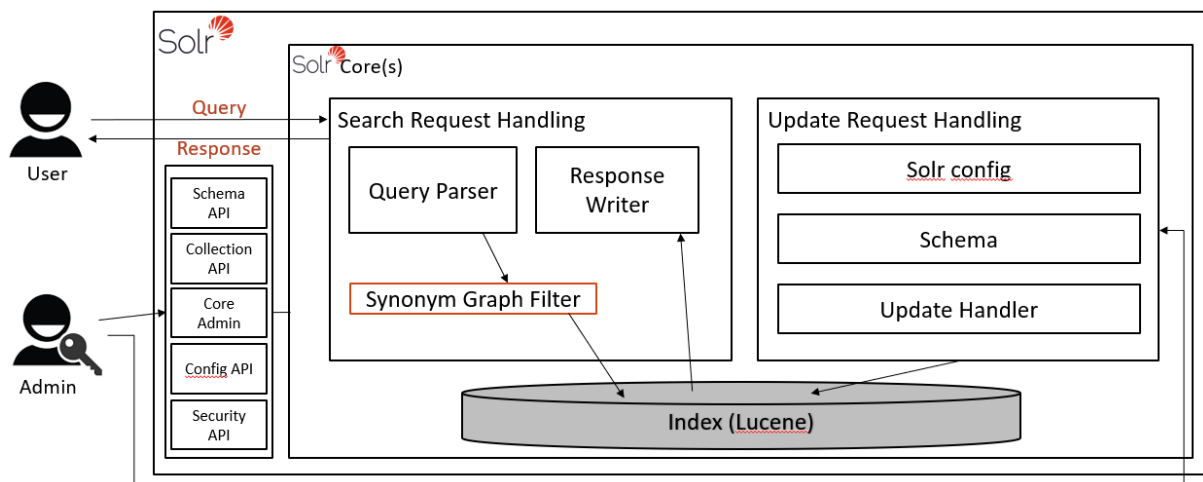 Solr
Solr Core(s)
Query
Response
User
Admin
Schema
API
Collection
API
Core
Admin
Config API
Security
API
Search Request Handling
Query Parser
Response
Writer
Synonym Graph Filter
Update Request Handling
Solr config
Schema
Update Handler
Index (Lucene)